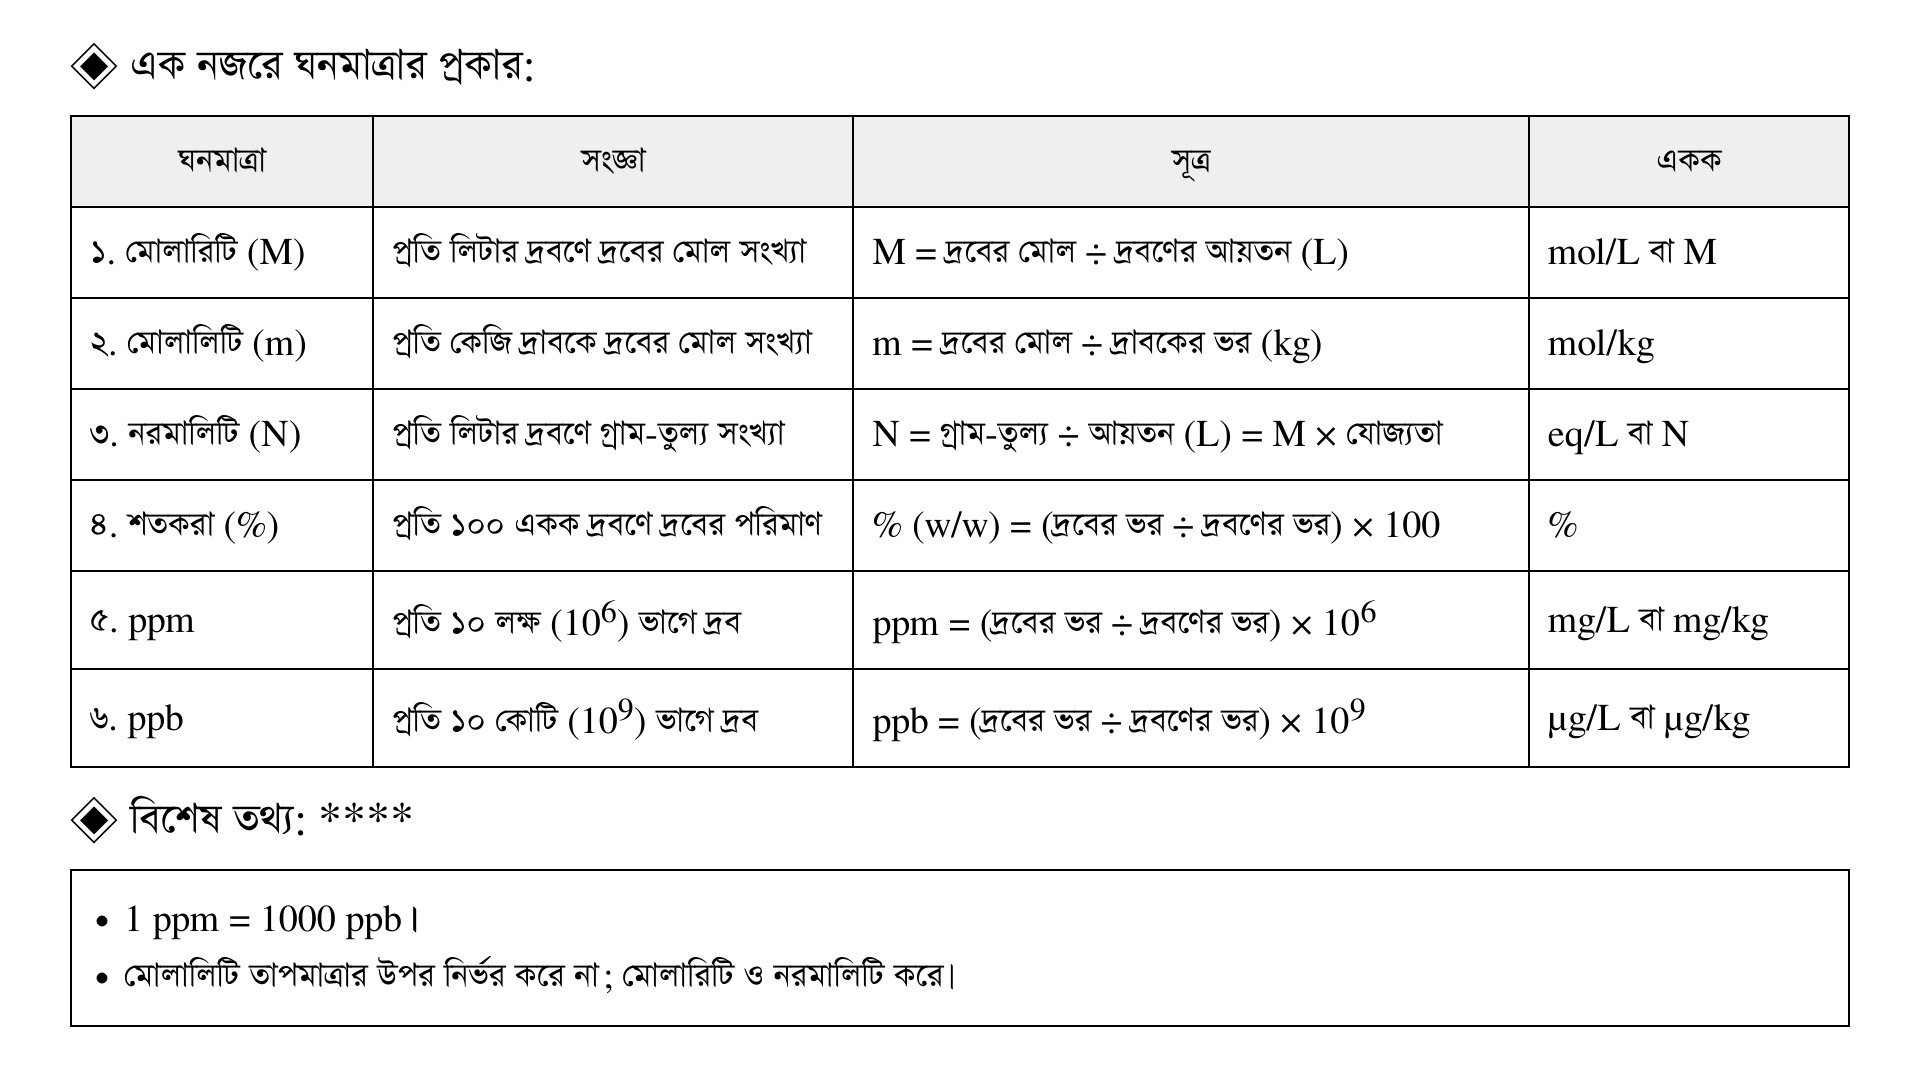 ◈ এক নজরে ঘনমাত্রার প্রকার:
ঘনমাত্রা সংজ্ঞা সূত্র একক
১. মোলারিটি (M) প্রতি লিটার দ্রবণে দ্রবের মোল সংখ্যা M = দ্রবের মোল ÷ দ্রবণের আয়তন (L) mol/L বা M
২. মোলালিটি (m) প্রতি কেজি দ্রাবকে দ্রবের মোল সংখ্যা m = দ্রবের মোল ÷ দ্রাবকের ভর (kg) mol/kg
৩. নরমালিটি (N) প্রতি লিটার দ্রবণে গ্রাম-তুল্য সংখ্যা N = গ্রাম-তুল্য ÷ আয়তন (L) = M × যোজ্যতা eq/L বা N
৪. শতকরা (%) প্রতি ১০০ একক দ্রবণে দ্রবের পরিমাণ % (w/w) = (দ্রবের ভর ÷ দ্রবণের ভর) × 100 %
৫. ppm প্রতি ১০ লক্ষ (10⁶) ভাগে দ্রব ppm = (দ্রবের ভর ÷ দ্রবণের ভর) × 10⁶ mg/L বা mg/kg
৬. ppb প্রতি ১০ কোটি (10⁹) ভাগে দ্রব ppb = (দ্রবের ভর ÷ দ্রবণের ভর) × 10⁹ μg/L বা μg/kg
◈ বিশেষ তথ্য: ****
• 1 ppm = 1000 ppb।
• মোলালিটি তাপমাত্রার উপর নির্ভর করে না; মোলারিটি ও নরমালিটি করে।